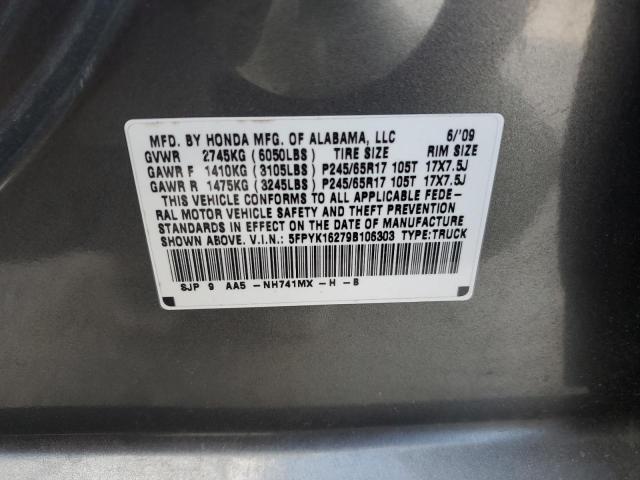 MFD. BY HONDA MFG. OF ALABAMA, LLC 6/'09
GVWR 2745KG (6050LBS) TIRE SIZE RIM SIZE
GAWR F 1410KG (3105LBS) P245/65R17 105T 17X7.5J
GAWR R 1475KG (3245LBS) P245/65R17 105T 17X7.5J
THIS VEHICLE CONFORMS TO ALL APPLICABLE FEDE-
RAL MOTOR VEHICLE SAFETY AND THEFT PREVENTION
STANDARDS IN EFFECT ON THE DATE OF MANUFACTURE
SHOWN ABOVE. V.I.N.: 5FPYK16279B106303 TYPE:TRUCK
SJP 9 AA5 -NH741MX -H -B